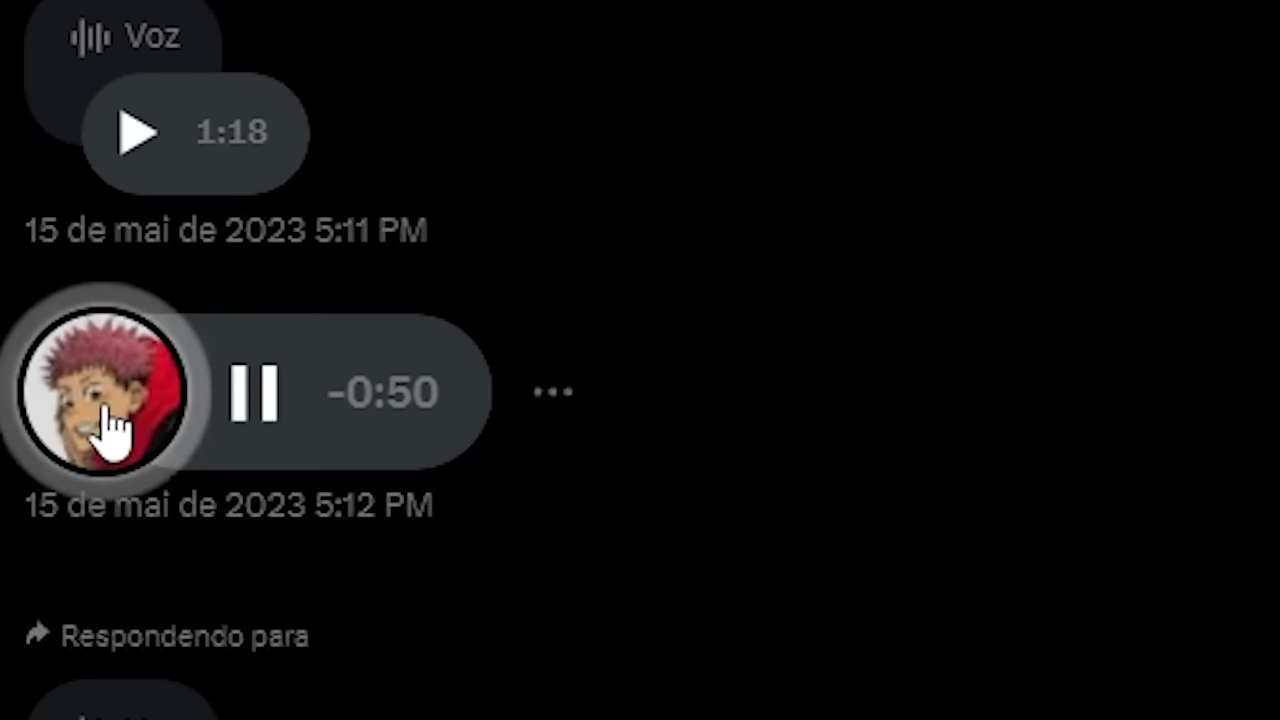 Voz
1:18
15 de mai de 2023 5:11 PM
-0:50
15 de mai de 2023 5:12 PM
Respondendo para